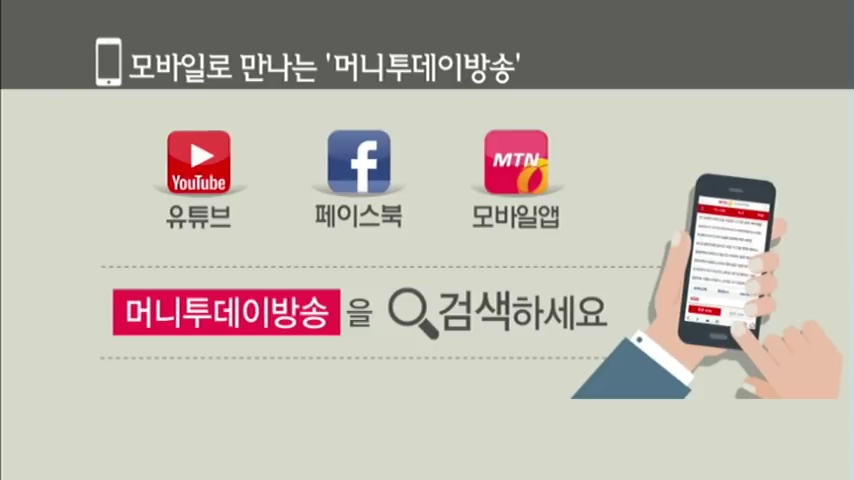 모바일로 만나는 '머니투데이방송'
YouTube
MTN
유튜브
페이스북
모바일앱
머니투데이방송을 검색하세요